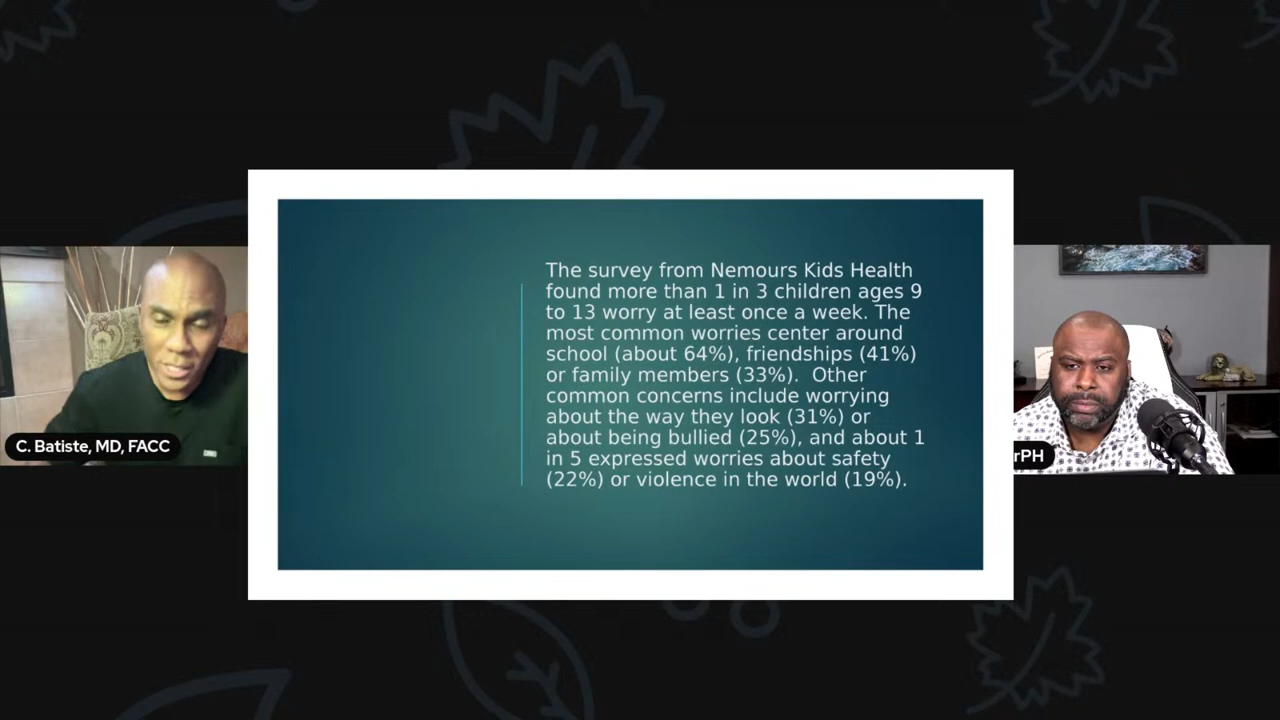 The survey from Nemours Kids Health
found more than 1 in 3 children ages 9
to 13 worry at least once a week. The
most common worries center around
school (about 64%), friendships (41%)
or family members (33%).  Other
common concerns include worrying
about the way they look (31%) or
about being bullied (25%), and about 1
in 5 expressed worries about safety
(22%) or violence in the world (19%).
C. Batiste, MD, FACC
rPH